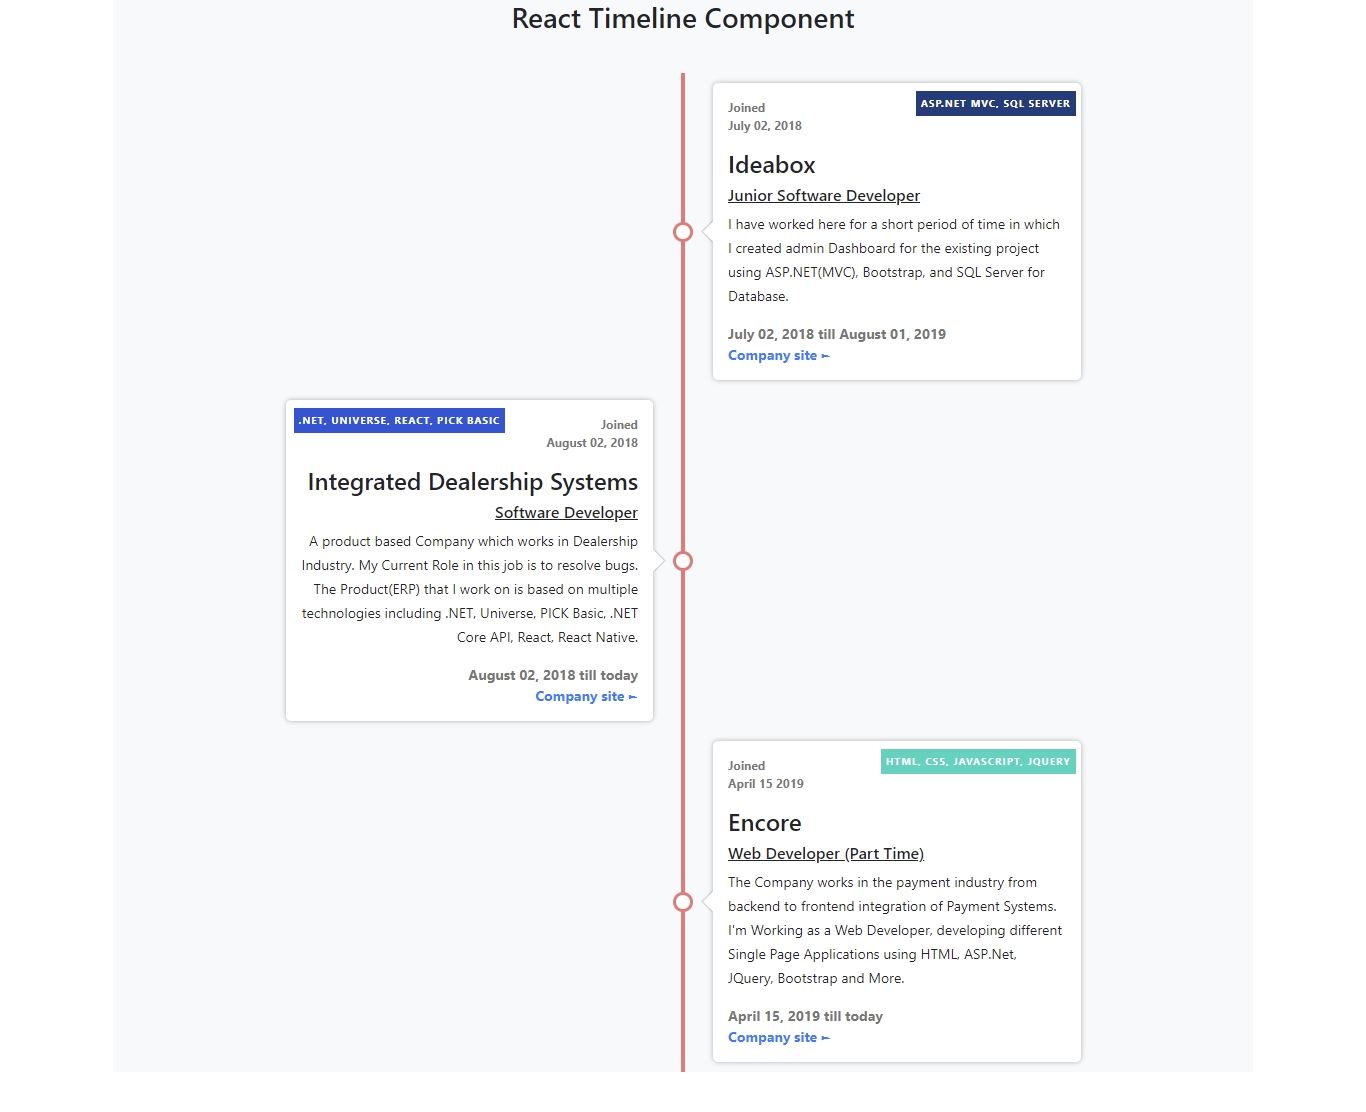 React Timeline Component
Joined
July 02, 2018
ASP.NET MVC, SQL SERVER
Ideabox
Junior Software Developer
I have worked here for a short period of time in which
I created admin Dashboard for the existing project
using ASP.NET(MVC), Bootstrap, and SQL Server for
Database.
July 02, 2018 till August 01, 2019
Company site ➛
.NET, UNIVERSE, REACT, PICK BASIC
Joined
August 02, 2018
Integrated Dealership Systems
Software Developer
A product based Company which works in Dealership
Industry. My Current Role in this job is to resolve bugs.
The Product(ERP) that I work on is based on multiple
technologies including .NET, Universe, PICK Basic, .NET
Core API, React, React Native.
August 02, 2018 till today
Company site ➛
Joined
April 15 2019
HTML, CSS, JAVASCRIPT, JQUERY
Encore
Web Developer (Part Time)
The Company works in the payment industry from
backend to frontend integration of Payment Systems.
I'm Working as a Web Developer, developing different
Single Page Applications using HTML, ASP.Net,
JQuery, Bootstrap and More.
April 15, 2019 till today
Company site ➛